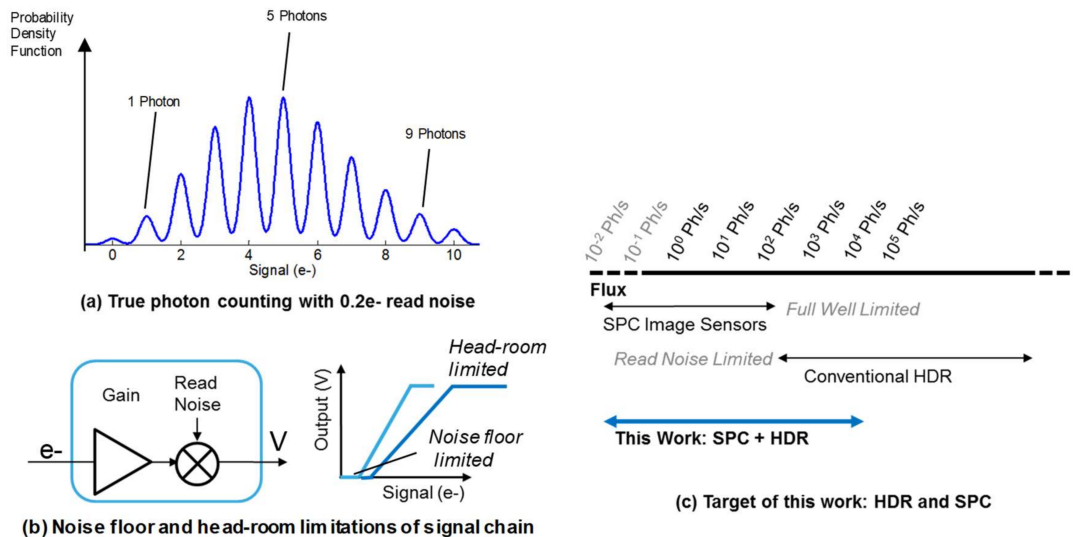 Probability
Density
Function
5 Photons
1 Photon
9 Photons
0 2 4 6 8 10
Signal (e-)
(a) True photon counting with 0.2e- read noise
Gain
Read
Noise
e-
V
Output (V)
Head-room
limited
Noise floor
limited
Signal (e-)
(b) Noise floor and head-room limitations of signal chain
10⁻² Ph/s
10⁻¹ Ph/s
10⁰ Ph/s
10¹ Ph/s
10² Ph/s
10³ Ph/s
10⁴ Ph/s
10⁵ Ph/s
Flux
SPC Image Sensors
Full Well Limited
Read Noise Limited
Conventional HDR
This Work: SPC + HDR
(c) Target of this work: HDR and SPC